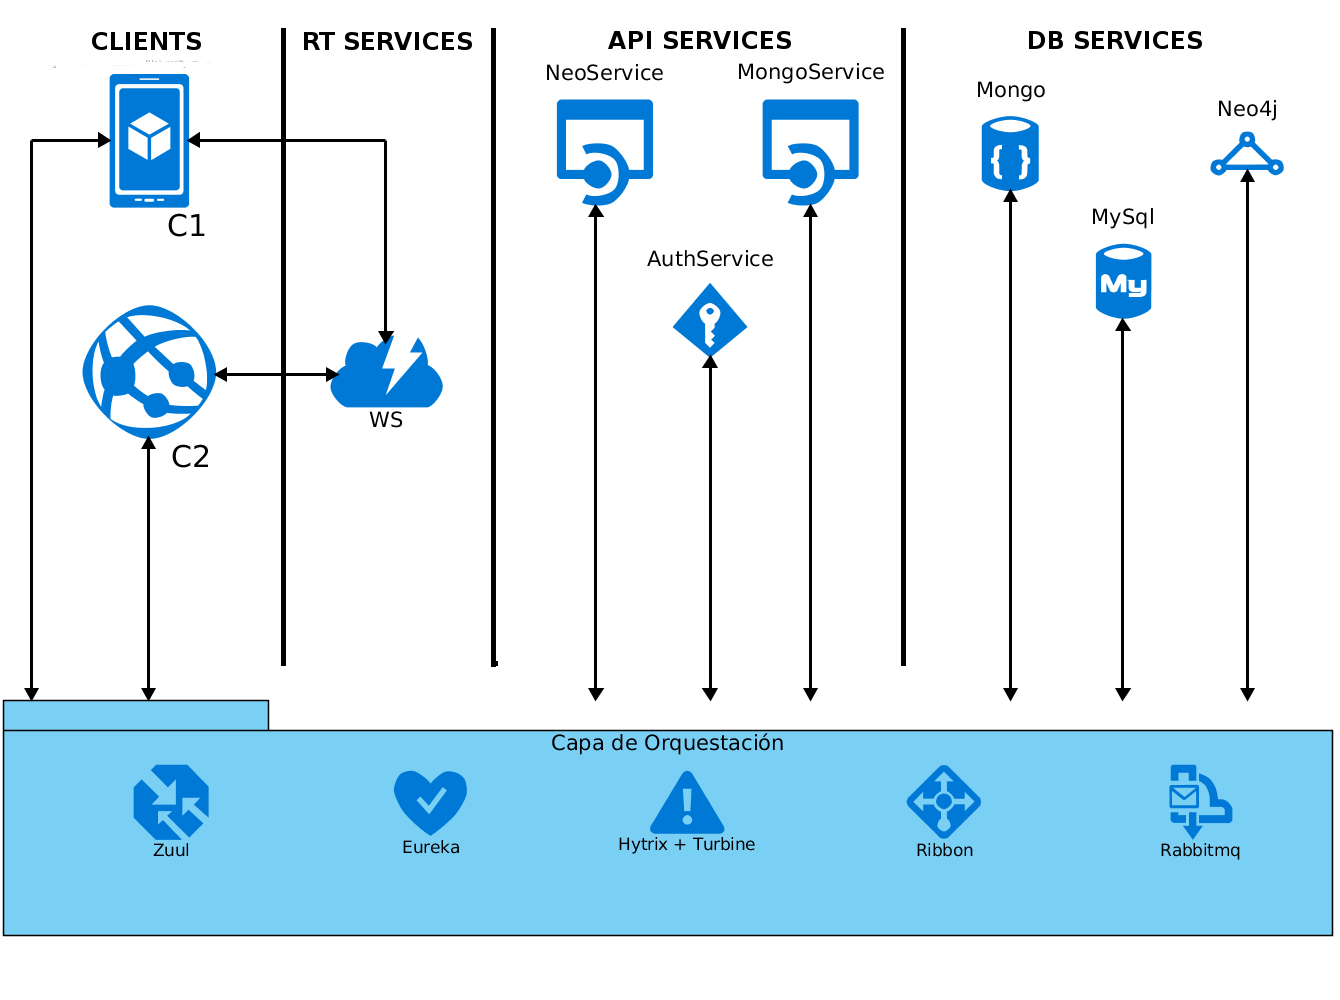 CLIENTS
RT SERVICES
API SERVICES
DB SERVICES
NeoService
MongoService
Mongo
Neo4j
C1
MySql
My
AuthService
WS
C2
Capa de Orquestación
Zuul
Eureka
Hytrix + Turbine
Ribbon
Rabbitmq